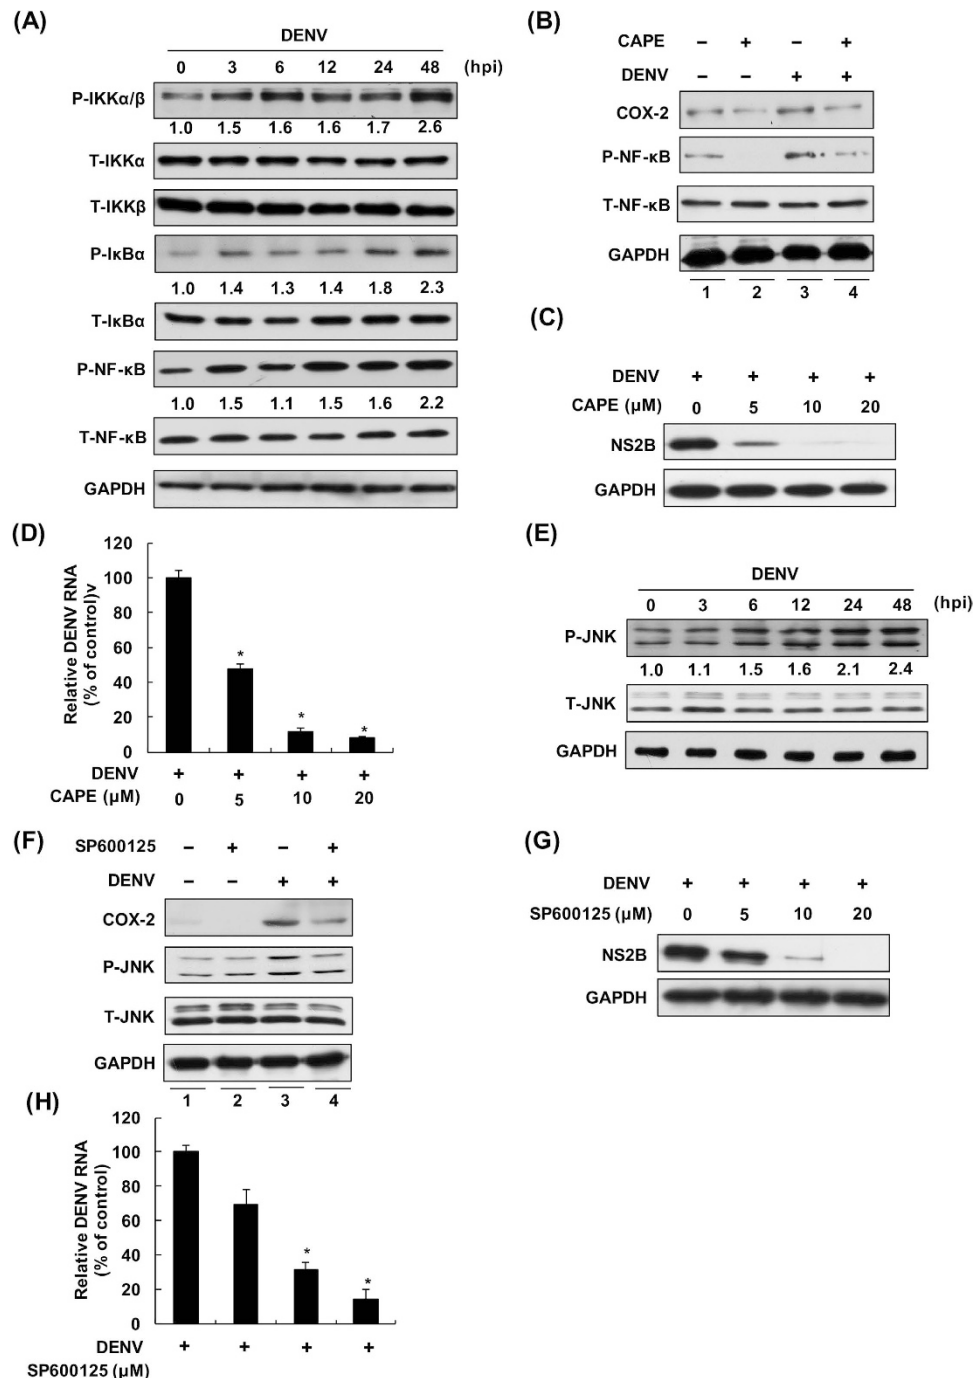 (A)
DENV
0 3 6 12 24 48 (hpi)
P-IKKα/β
1.0 1.5 1.6 1.6 1.7 2.6
T-IKKα
T-IKKβ
P-IκBα
1.0 1.4 1.3 1.4 1.8 2.3
T-IκBα
P-NF-κB
1.0 1.5 1.1 1.5 1.6 2.2
T-NF-κB
GAPDH
(B)
CAPE – + – +
DENV – – + +
COX-2
P-NF-κB
T-NF-κB
GAPDH
1 2 3 4
(C)
DENV + + + +
CAPE (μM) 0 5 10 20
NS2B
GAPDH
(D)
Relative DENV RNA
(% of control)v
120
100
80
60
40
20
0
* * *
DENV + + + +
CAPE (μM) 0 5 10 20
(E)
DENV
0 3 6 12 24 48 (hpi)
P-JNK
1.0 1.1 1.5 1.6 2.1 2.4
T-JNK
GAPDH
(F)
SP600125 – + – +
DENV – – + +
COX-2
P-JNK
T-JNK
GAPDH
1 2 3 4
(G)
DENV + + + +
SP600125 (μM) 0 5 10 20
NS2B
GAPDH
(H)
Relative DENV RNA
(% of control)
120
100
80
60
40
20
0
* *
DENV + + + +
SP600125 (μM)